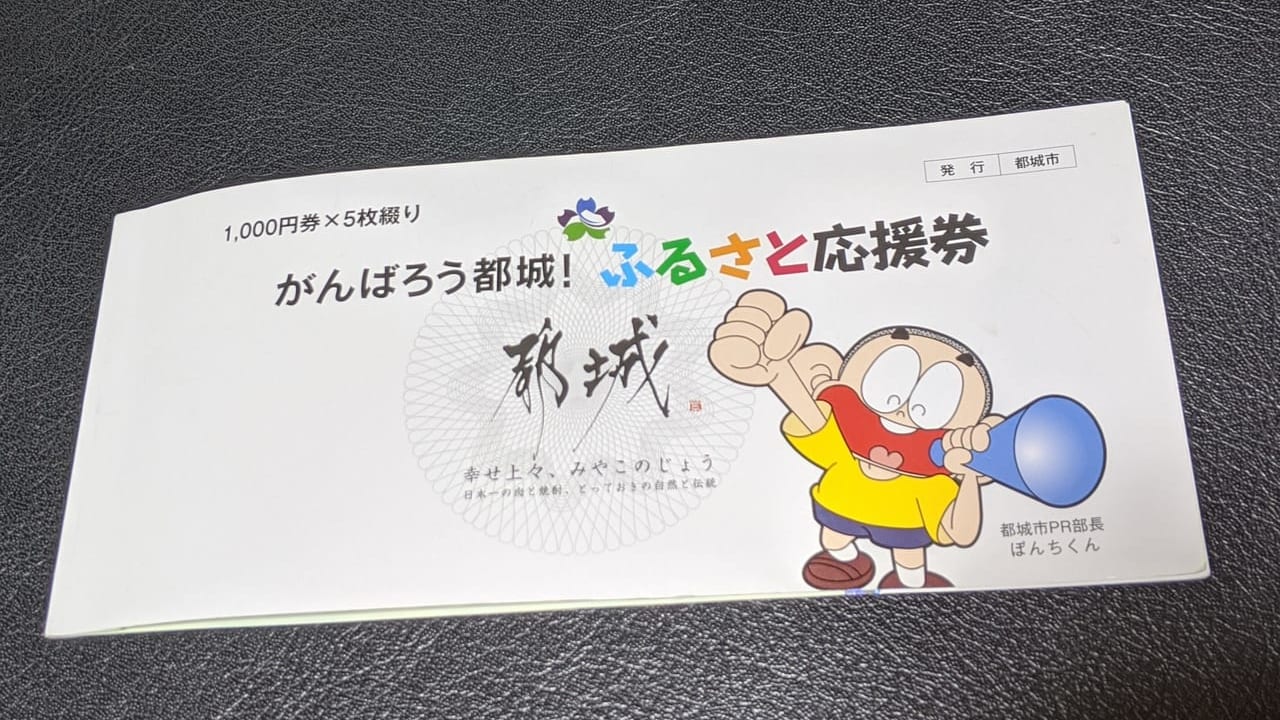 発行 都城市
1,000円券×5枚綴り
がんばろう都城! ふるさと応援券
都城
幸せ上々、みやこのじょう
日本一の肉と焼酎、とっておきの自然と伝統
都城市PR部長
ぼんちくん